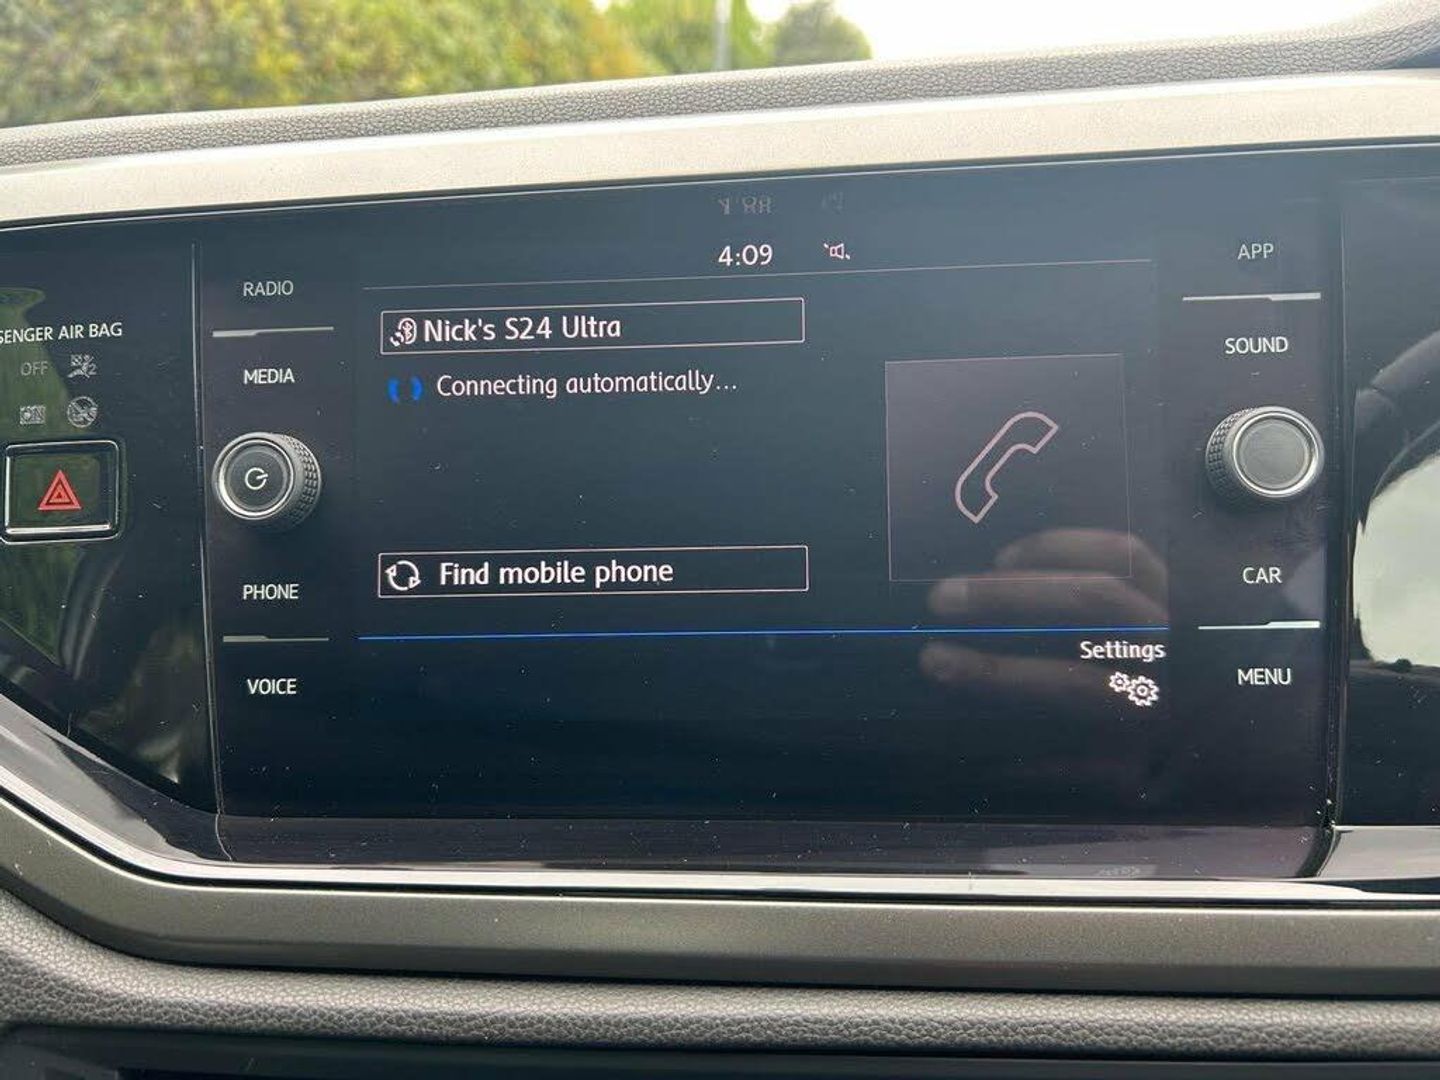 4:09
RADIO
MEDIA
PHONE
VOICE
SENGER AIR BAG
OFF
2
ON
Nick's S24 Ultra
Connecting automatically...
Find mobile phone
Settings
APP
SOUND
CAR
MENU